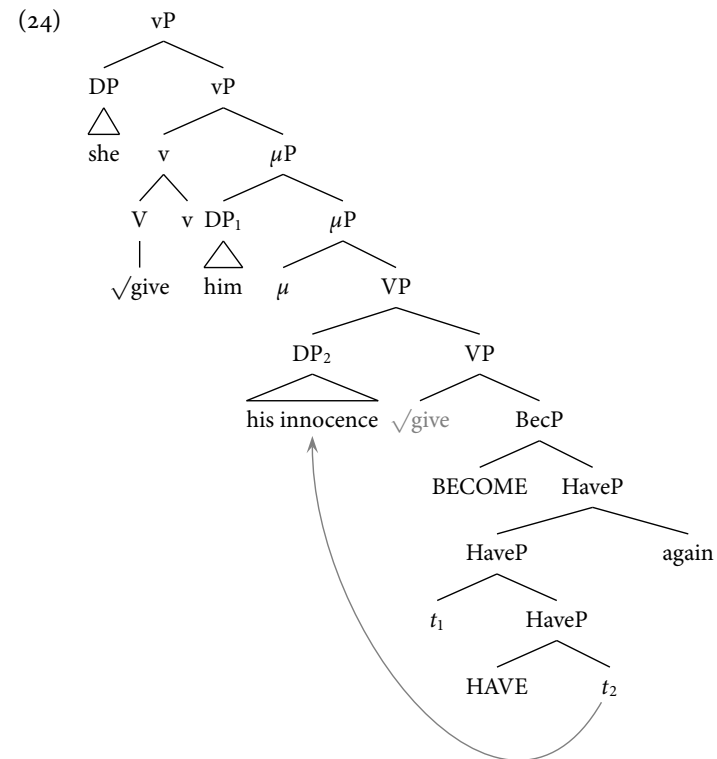 (24) vP
DP vP
she v μP
V v DP₁ μP
√give him μ VP
DP₂ VP
his innocence √give BecP
BECOME HaveP
HaveP again
t₁ HaveP
HAVE t₂